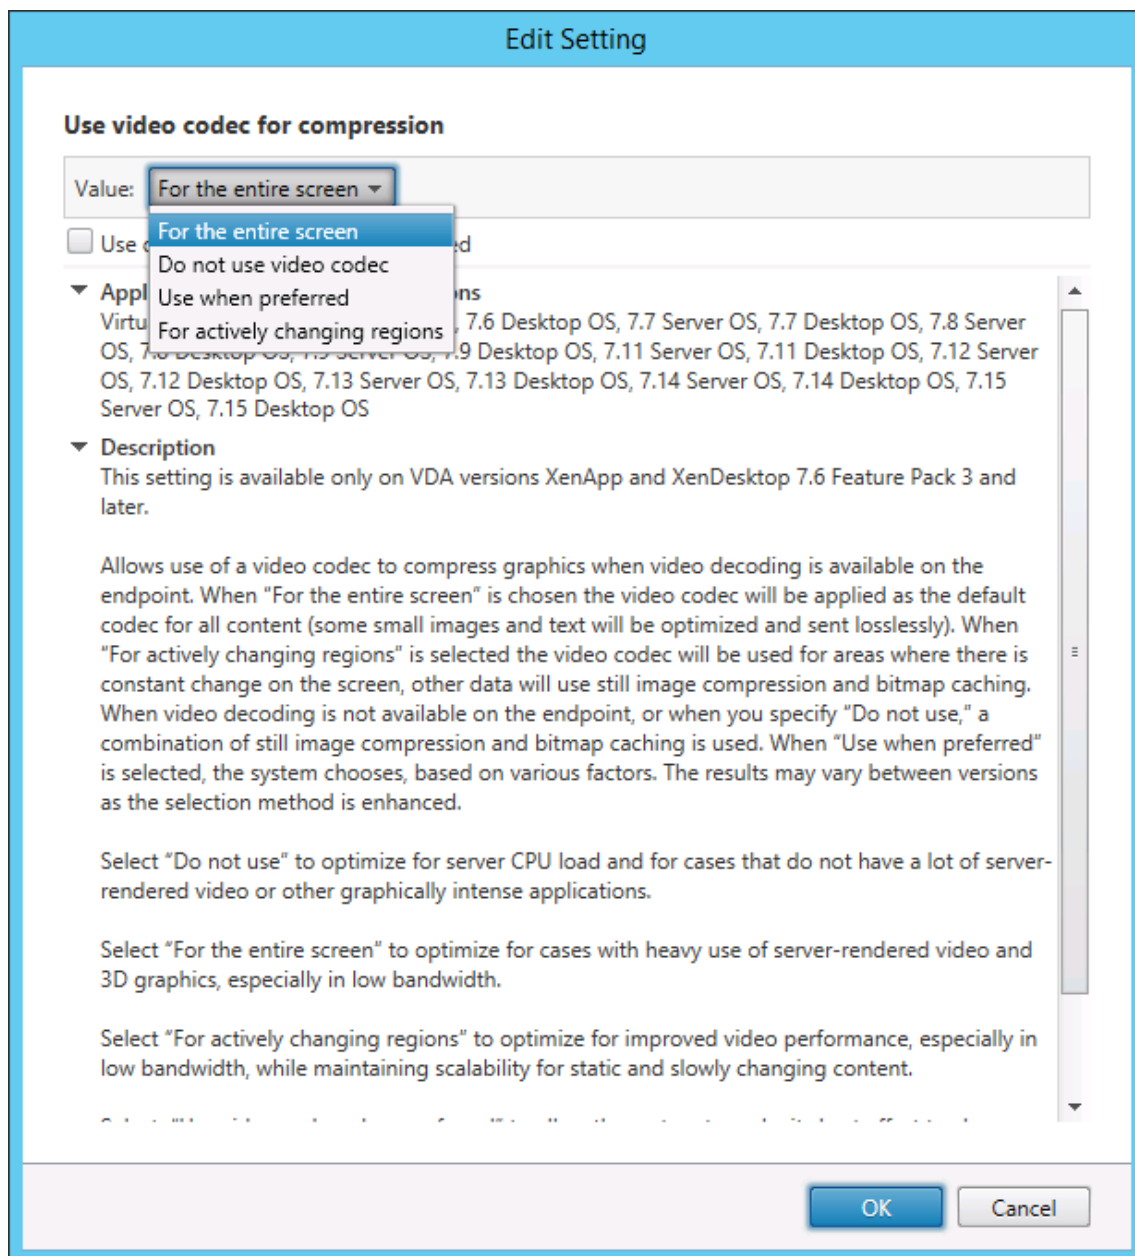 Edit Setting
Use video codec for compression
Value: For the entire screen
For the entire screen
Do not use video codec
Use when preferred
For actively changing regions
Use
Virtu , 7.6 Desktop OS, 7.7 Server OS, 7.7 Desktop OS, 7.8 Server
OS, 7.8 Desktop OS, 7.9 Server OS, 7.9 Desktop OS, 7.11 Server OS, 7.11 Desktop OS, 7.12 Server
OS, 7.12 Desktop OS, 7.13 Server OS, 7.13 Desktop OS, 7.14 Server OS, 7.14 Desktop OS, 7.15
Server OS, 7.15 Desktop OS
Description
This setting is available only on VDA versions XenApp and XenDesktop 7.6 Feature Pack 3 and
later.
Allows use of a video codec to compress graphics when video decoding is available on the
endpoint. When "For the entire screen" is chosen the video codec will be applied as the default
codec for all content (some small images and text will be optimized and sent losslessly). When
"For actively changing regions" is selected the video codec will be used for areas where there is
constant change on the screen, other data will use still image compression and bitmap caching.
When video decoding is not available on the endpoint, or when you specify "Do not use," a
combination of still image compression and bitmap caching is used. When "Use when preferred"
is selected, the system chooses, based on various factors. The results may vary between versions
as the selection method is enhanced.
Select "Do not use" to optimize for server CPU load and for cases that do not have a lot of server-
rendered video or other graphically intense applications.
Select "For the entire screen" to optimize for cases with heavy use of server-rendered video and
3D graphics, especially in low bandwidth.
Select "For actively changing regions" to optimize for improved video performance, especially in
low bandwidth, while maintaining scalability for static and slowly changing content.
OK
Cancel